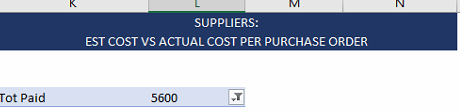 K L M N
SUPPLIERS:
EST COST VS ACTUAL COST PER PURCHASE ORDER
Tot Paid 5600